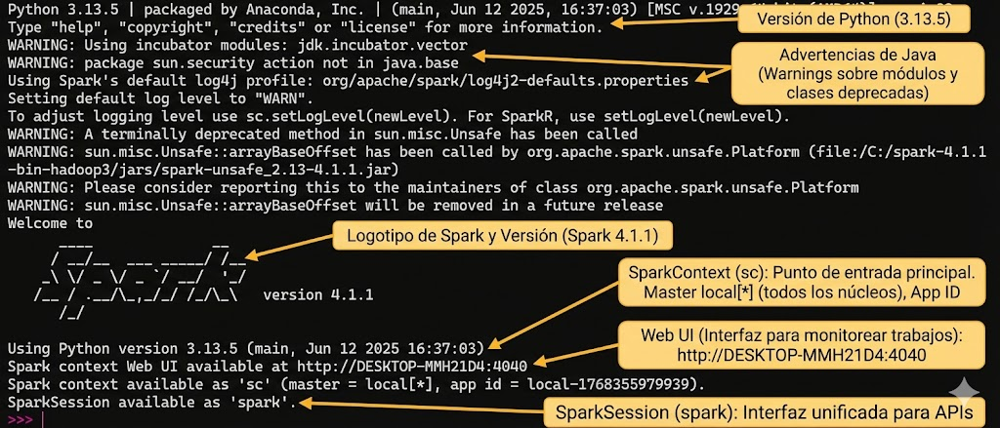 Python 3.13.5 | packaged by Anaconda, Inc. | (main, Jun 12 2025, 16:37:03) [MSC v.1929
Versión de Python (3.13.5)
Type "help", "copyright", "credits" or "license" for more information.
WARNING: Using incubator modules: jdk.incubator.vector
WARNING: package sun.security action not in java.base
Advertencias de Java
(Warnings sobre módulos y
clases deprecadas)
Using Spark's default log4j profile: org/apache/spark/log4j2-defaults.properties
Setting default log level to "WARN".
To adjust logging level use sc.setLogLevel(newLevel). For SparkR, use setLogLevel(newLevel).
WARNING: A terminally deprecated method in sun.misc.Unsafe has been called
WARNING: sun.misc.Unsafe::arrayBaseOffset has been called by org.apache.spark.unsafe.Platform (file:/C:/spark-4.1.1
-bin-hadoop3/jars/spark-unsafe_2.13-4.1.1.jar)
WARNING: Please consider reporting this to the maintainers of class org.apache.spark.unsafe.Platform
WARNING: sun.misc.Unsafe::arrayBaseOffset will be removed in a future release
Welcome to
Logotipo de Spark y Versión (Spark 4.1.1)
Spark
version 4.1.1
SparkContext (sc): Punto de entrada principal.
Master local[*] (todos los núcleos), App ID
Using Python version 3.13.5 (main, Jun 12 2025 16:37:03)
Web UI (Interfaz para monitorear trabajos):
http://DESKTOP-MMH21D4:4040
Spark context Web UI available at http://DESKTOP-MMH21D4:4040
Spark context available as 'sc' (master = local[*], app id = local-1768355979939).
SparkSession available as 'spark'.
SparkSession (spark): Interfaz unificada para APIs
>>>